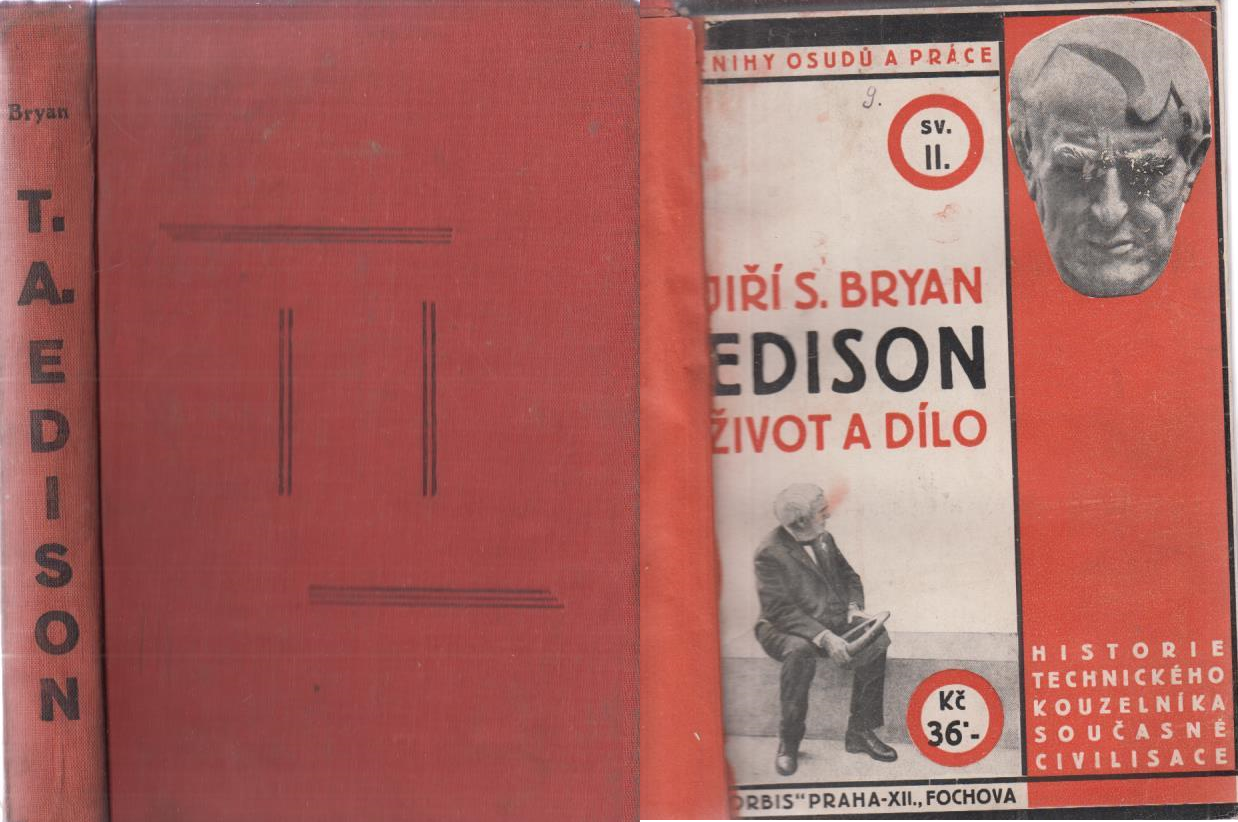 Bryan
T.
A.
EDISON
NIHY OSUDŮ A PRÁCE
9.
SV.
II.
JIŘÍ S. BRYAN
EDISON
ŽIVOT A DÍLO
Kč
36·-
HISTORIE
TECHNICKÉHO
KOUZELNÍKA
SOUČASNÉ
CIVILISACE
ORBIS" PRAHA-XII., FOCHOVA